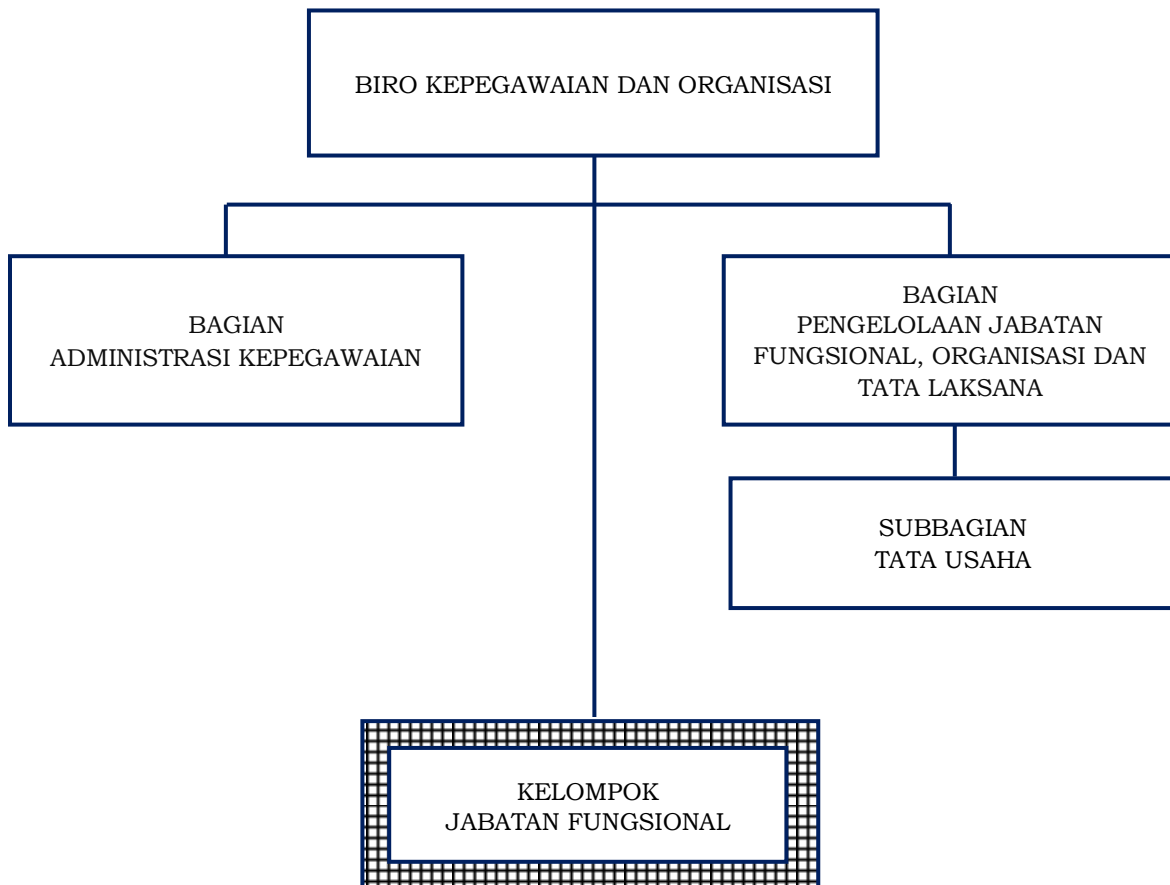 BIRO KEPEGAWAIAN DAN ORGANISASI
BAGIAN
ADMINISTRASI KEPEGAWAIAN
BAGIAN
PENGELOLAAN JABATAN
FUNGSIONAL, ORGANISASI DAN
TATA LAKSANA
SUBBAGIAN
TATA USAHA
KELOMPOK
JABATAN FUNGSIONAL